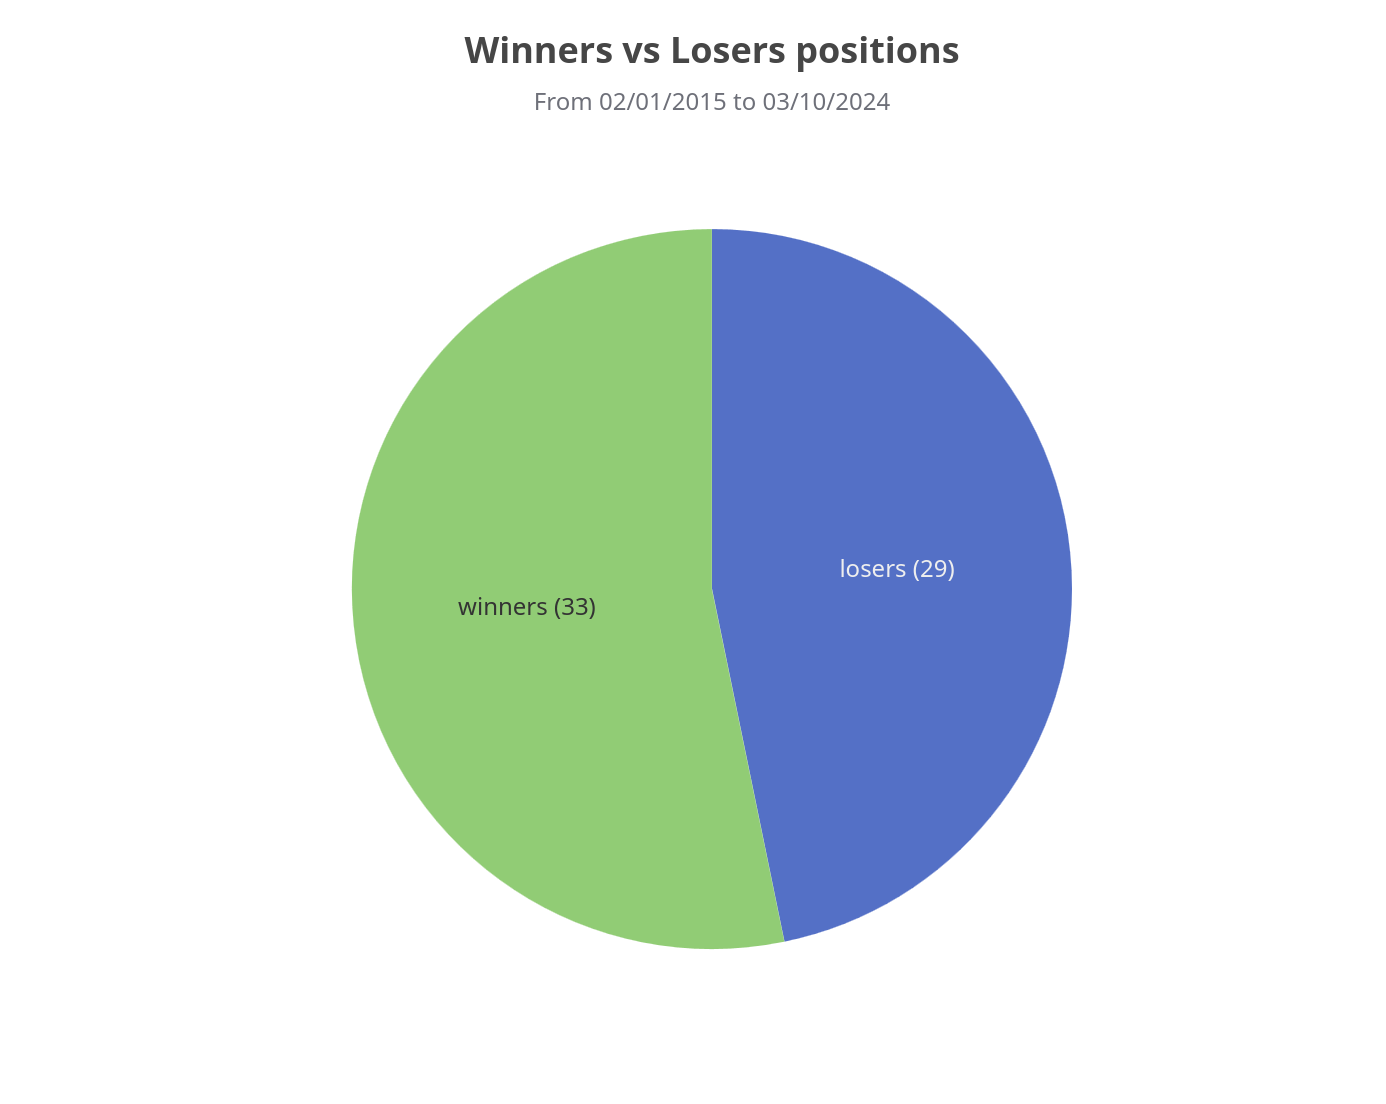 Winners vs Losers positions
From 02/01/2015 to 03/10/2024
losers (29)
winners (33)